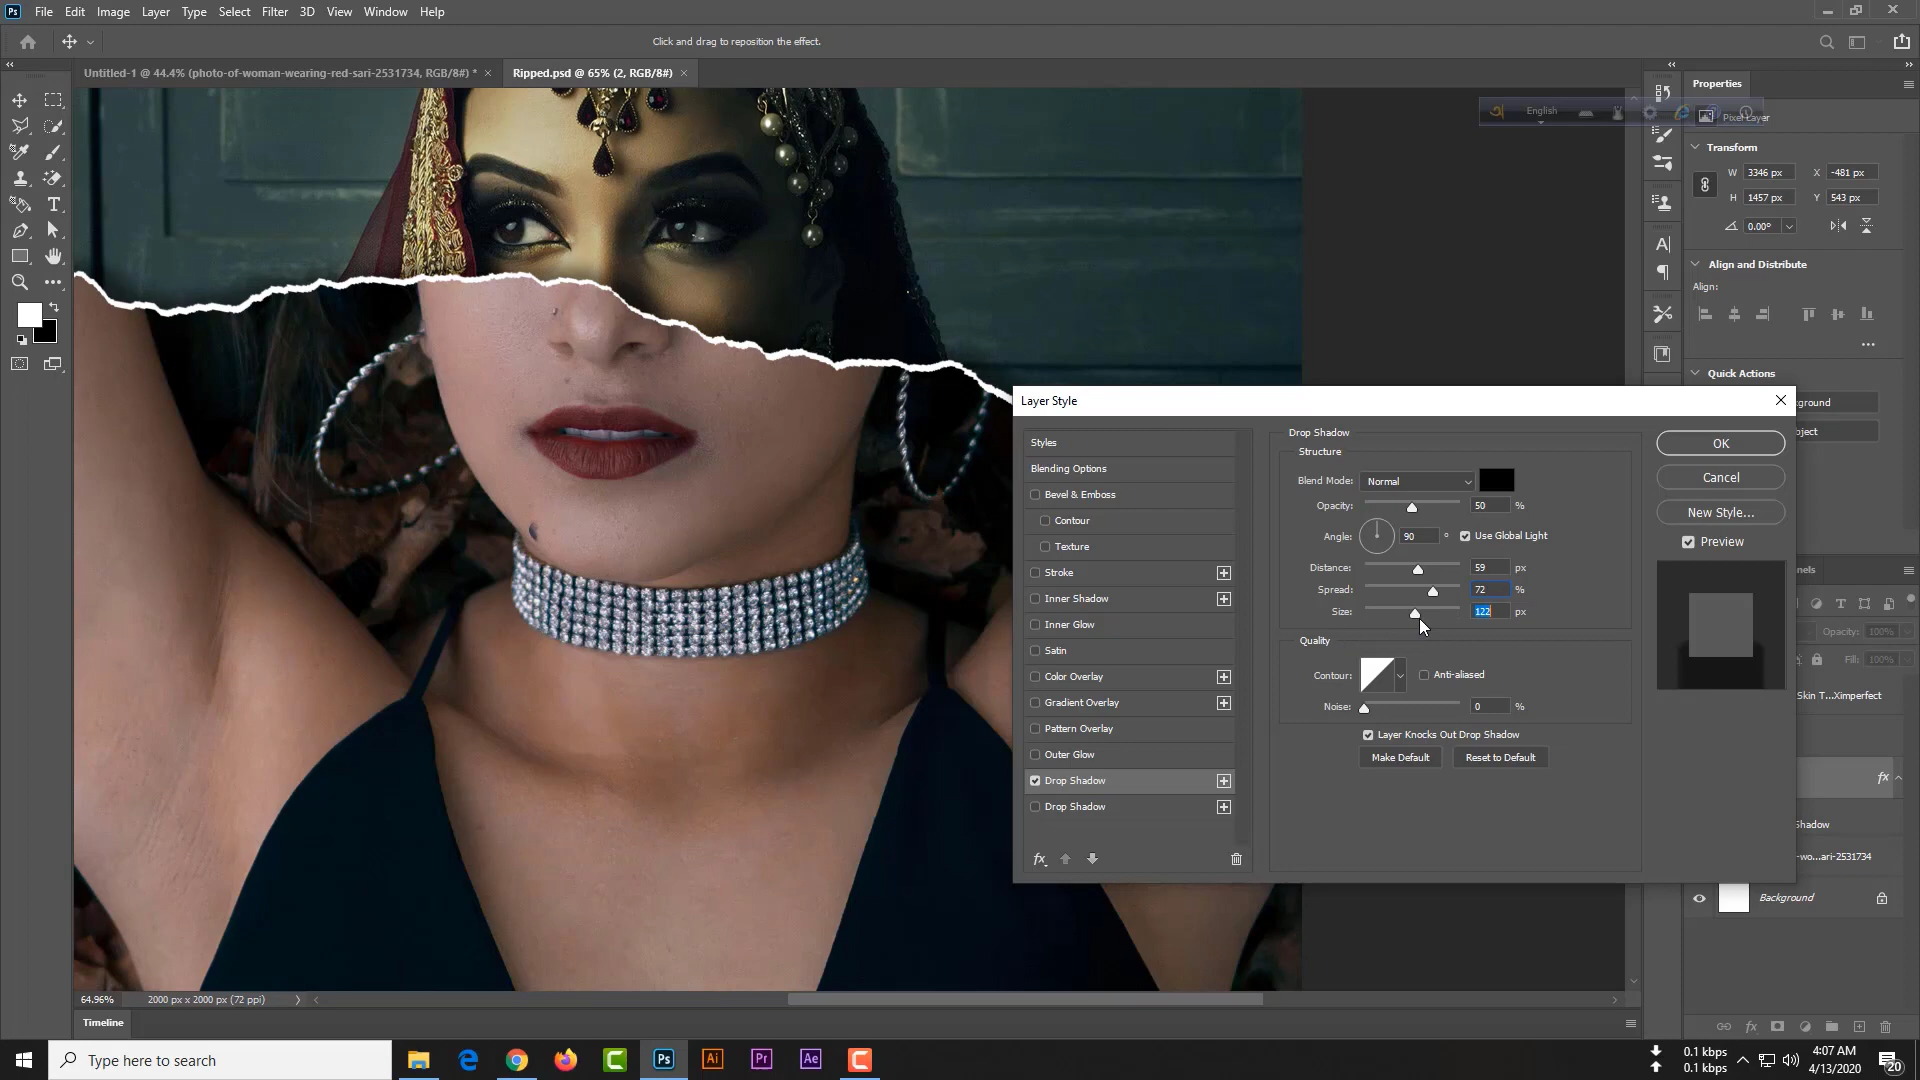 Ps File Edit Image Layer Type Select Filter 3D View Window Help
Click and drag to reposition the effect.
Untitled-1 @ 44.4% (photo-of-woman-wearing-red-sari-2531734, RGB/8#) * × Ripped.psd @ 65% (2, RGB/8#) ×
Properties
English
Pixel Layer
Transform
W 3346 px X -481 px
H 1457 px Y 543 px
0.00°
Align and Distribute
Align:
Quick Actions
Layer Style
Styles
Blending Options
Bevel & Emboss
Contour
Texture
Stroke
Inner Shadow
Inner Glow
Satin
Color Overlay
Gradient Overlay
Pattern Overlay
Outer Glow
Drop Shadow
Drop Shadow
Drop Shadow
Structure
Blend Mode: Normal
Opacity: 50 %
Angle: 90 ° Use Global Light
Distance: 59 px
Spread: 72 %
Size: 122 px
Quality
Contour: Anti-aliased
Noise: 0 %
Layer Knocks Out Drop Shadow
Make Default Reset to Default
OK
Cancel
New Style...
Preview
ground
ject
nels
Opacity: 100%
Fill: 100%
Skin T...Ximperfect
fx
Shadow
-wo...ari-2531734
Background
64.96% 2000 px x 2000 px (72 ppi)
Timeline
Type here to search
Ps Ai Pr Ae
0.1 kbps
0.1 kbps
4:07 AM
4/13/2020
20